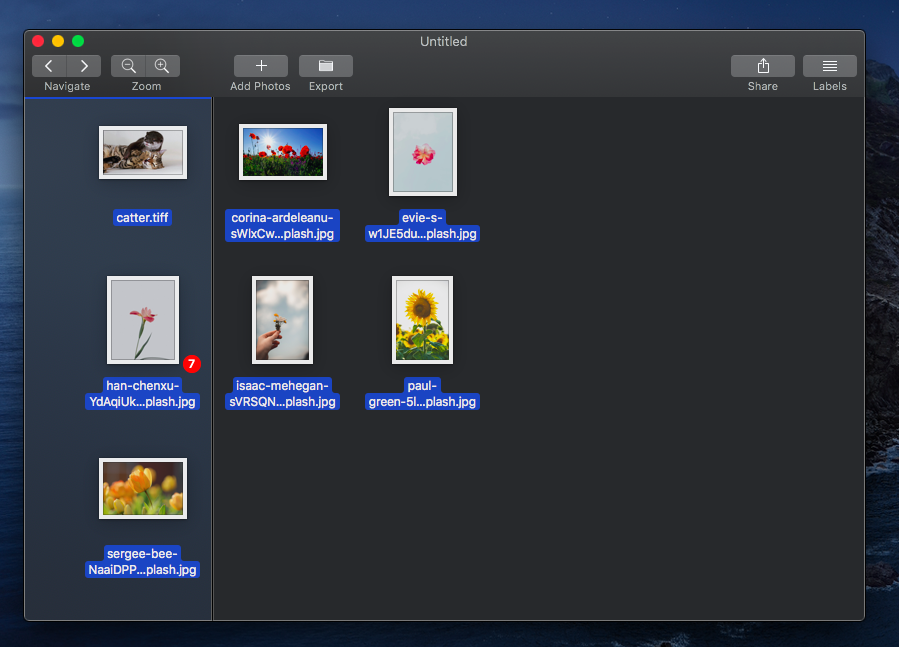 Untitled
Navigate
Zoom
Add Photos
Export
Share
Labels
catter.tiff
corina-ardeleanu-
sWlxCw...plash.jpg
evie-s-
w1JE5du...plash.jpg
7
han-chenxu-
YdAqiUk...plash.jpg
isaac-mehegan-
sVRSQN...plash.jpg
paul-
green-5l...plash.jpg
sergee-bee-
NaaiDPP...plash.jpg